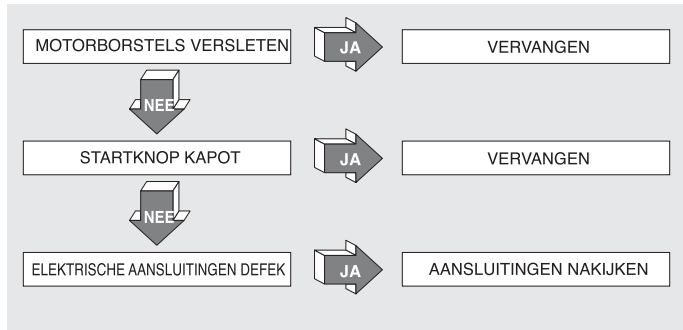 MOTORBORSTELS VERSLETEN JA VERVANGEN
NEE
STARTKNOP KAPOT JA VERVANGEN
NEE
ELEKTRISCHE AANSLUITINGEN DEFEK JA AANSLUITINGEN NAKIJKEN